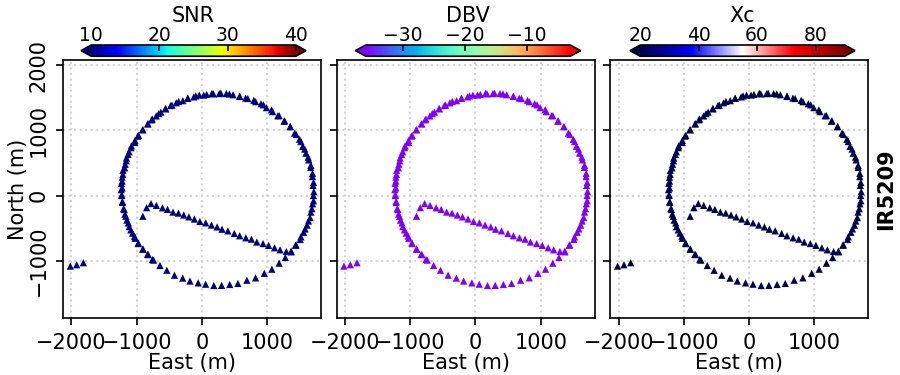 SNR DBV Xc
10 20 30 40 −30 −20 −10 20 40 60 80
2000
1000
0
−1000
North (m)
IR5209
−2000 −1000 0 1000 −2000 −1000 0 1000 −2000 −1000 0 1000
East (m) East (m) East (m)